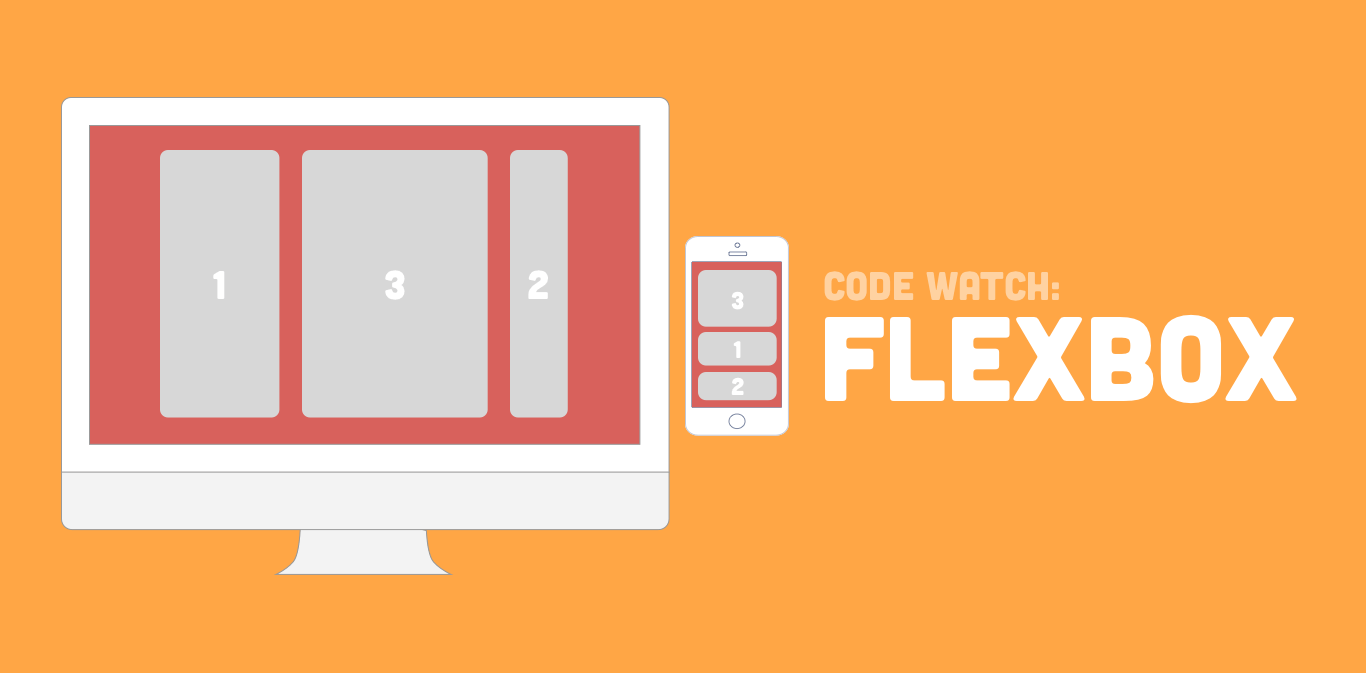 1 3 2
3
1
2
CODE WATCH:
FLEXBOX